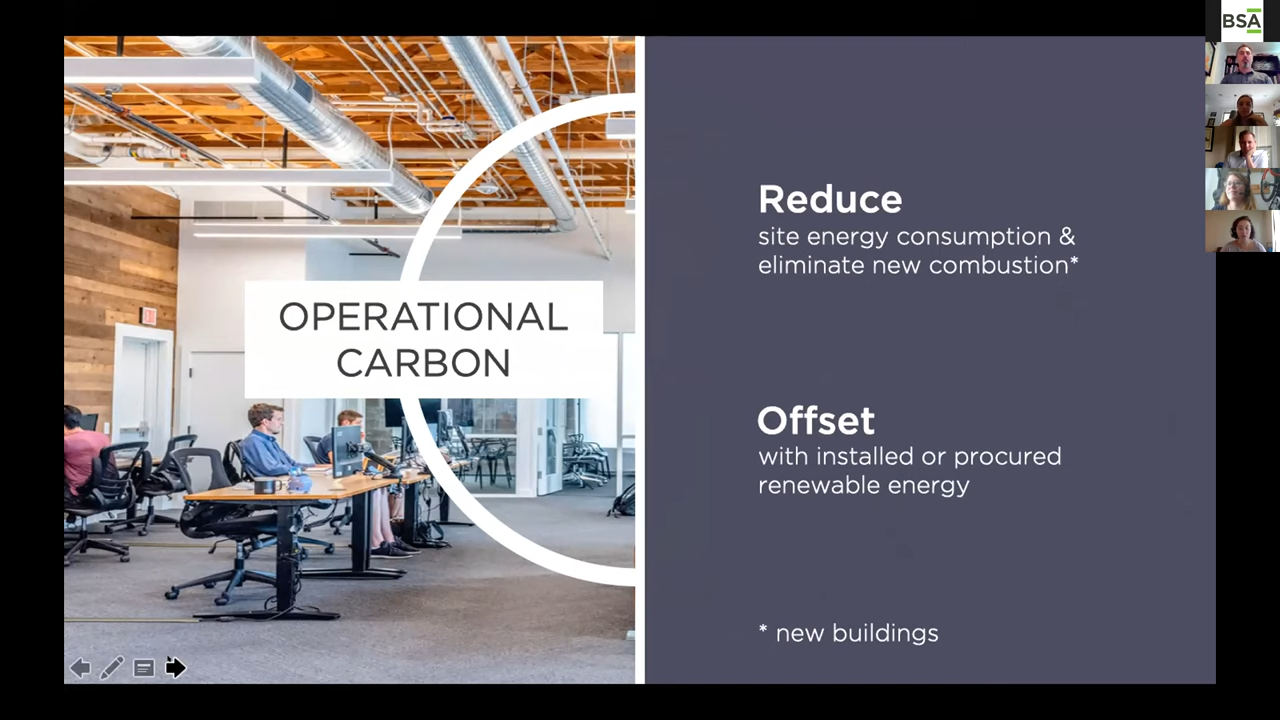 BSA
OPERATIONAL
CARBON
Reduce
site energy consumption &
eliminate new combustion*
Offset
with installed or procured
renewable energy
* new buildings